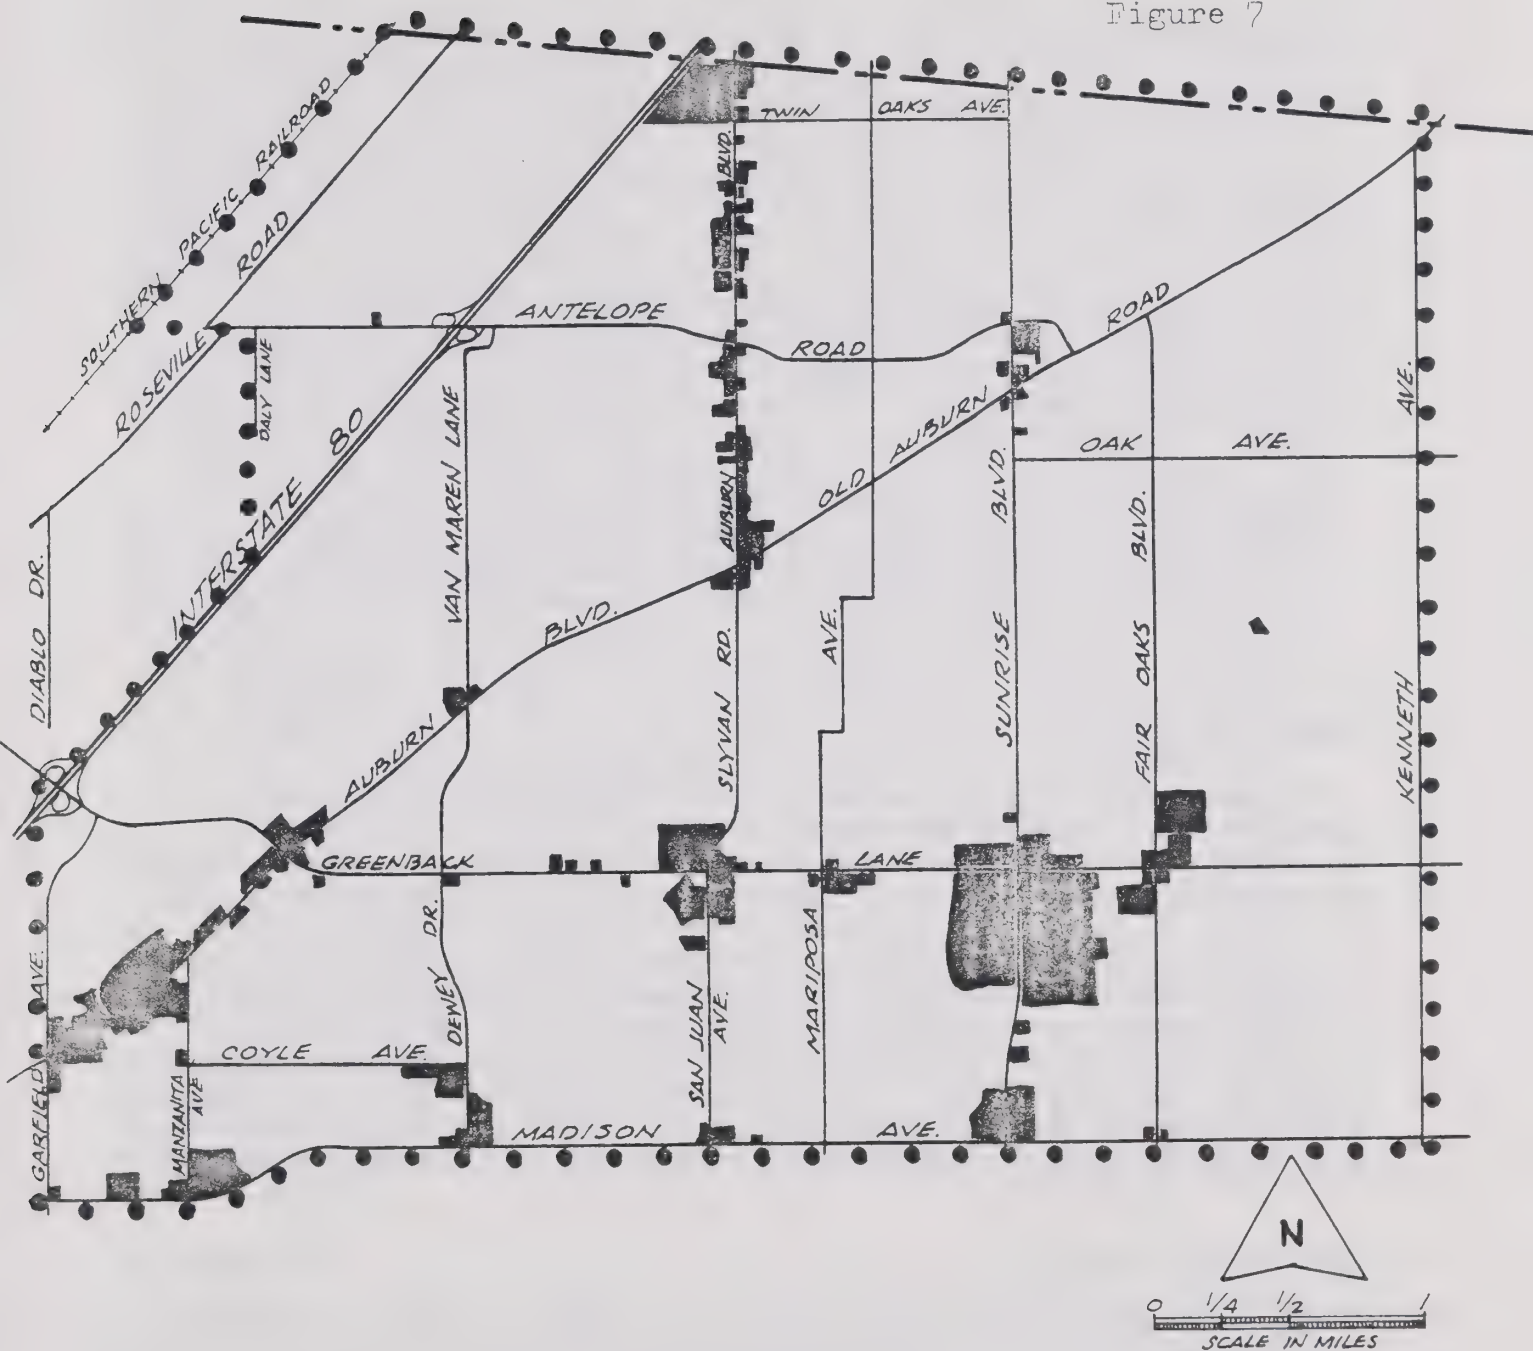 Figure 7
TWIN OAKS AVE.
SOUTHERN PACIFIC RAILROAD
ROSEVILLE ROAD
BLVD.
ANTELOPE ROAD
DALY LANE
INTERSTATE 80
VAN MAREN LANE
AUBURN
OLD AUBURN ROAD
OAK AVE.
AVE.
KENNETH
DIABLO DR.
AUBURN BLVD.
SLYVAN RD.
AVE.
MARIPOSA
SUNRISE BLVD.
FAIR OAKS BLVD.
GREENBACK LANE
GARFIELD AVE.
MANZANITA AVE
COYLE AVE.
DEWEY DR.
SAN JUAN AVE.
MADISON AVE.
N
0 1/4 1/2 1
SCALE IN MILES